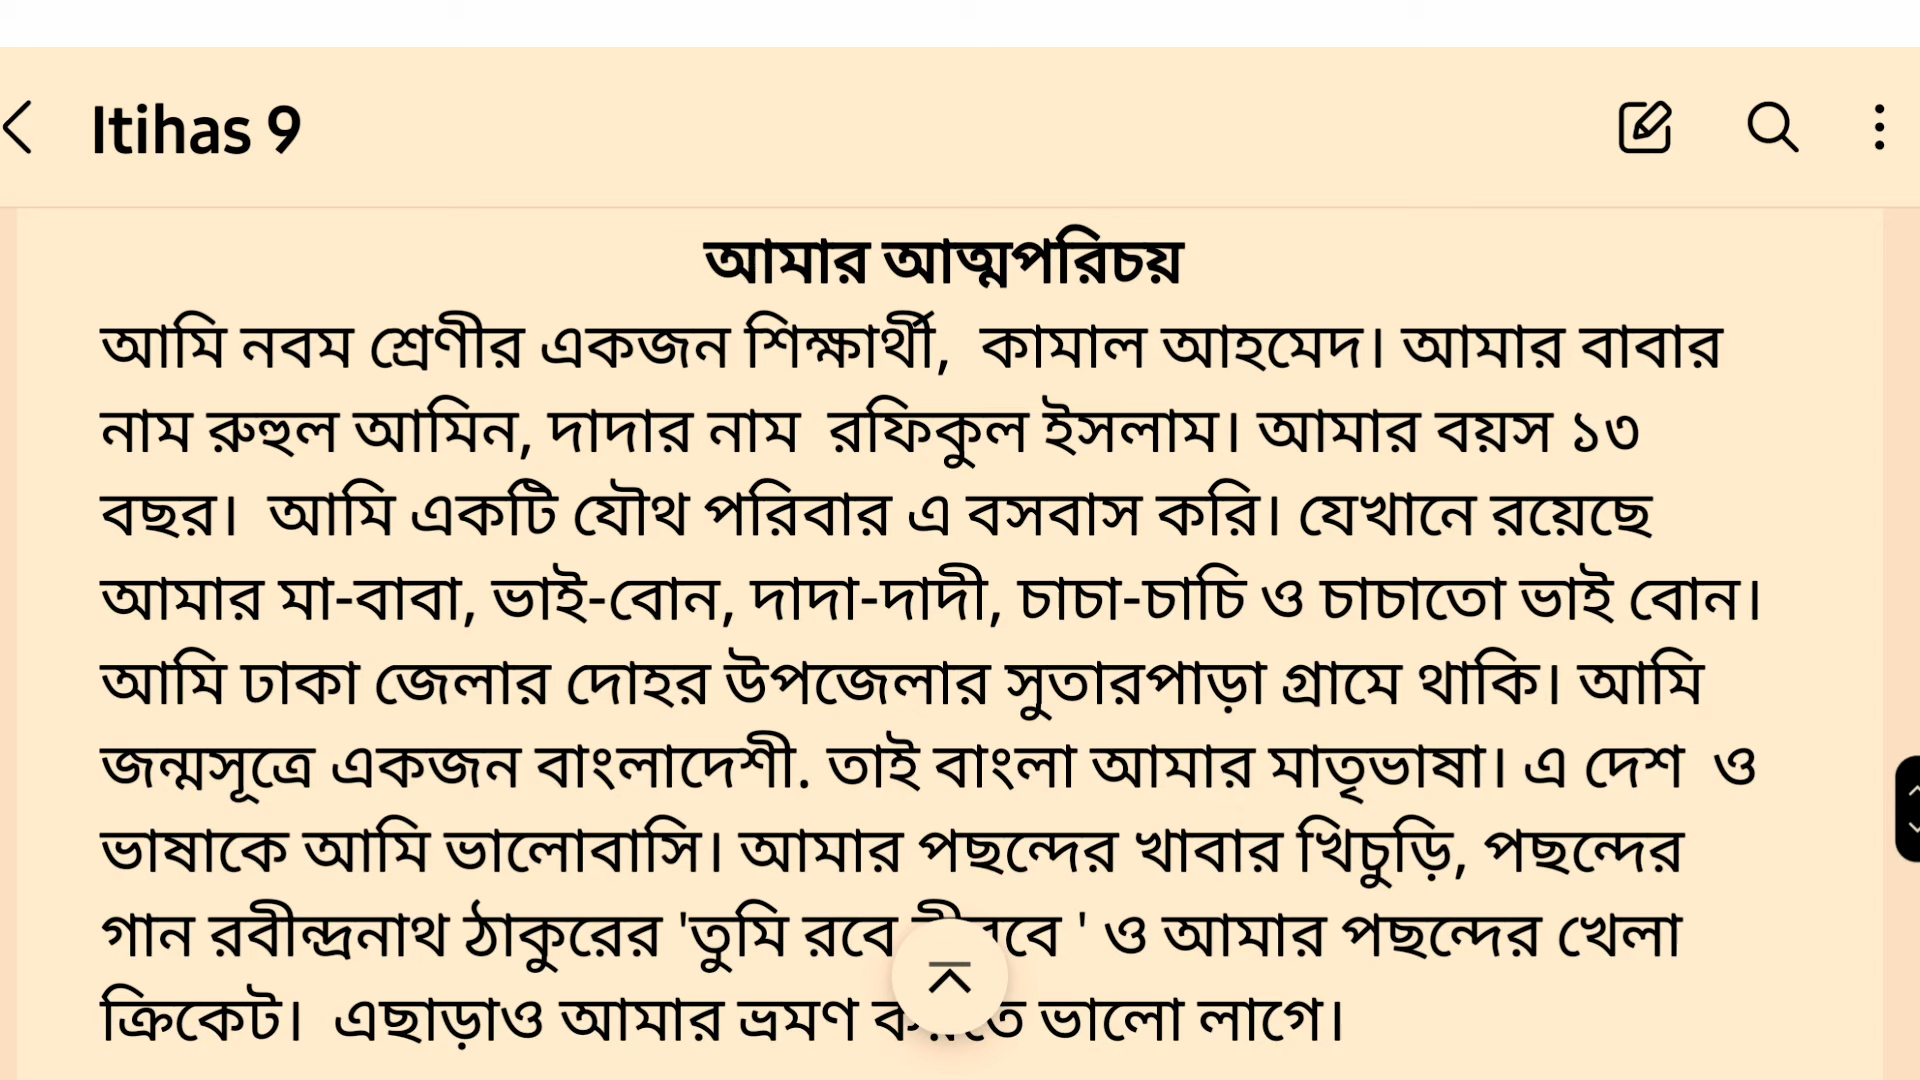 Itihas 9
আমার আত্মপরিচয়
আমি নবম শ্রেণীর একজন শিক্ষার্থী,  কামাল আহমেদ। আমার বাবার
নাম রুহুল আমিন, দাদার নাম  রফিকুল ইসলাম। আমার বয়স ১৩
বছর।  আমি একটি যৌথ পরিবার এ বসবাস করি। যেখানে রয়েছে
আমার মা-বাবা, ভাই-বোন, দাদা-দাদী, চাচা-চাচি ও চাচাতো ভাই বোন।
আমি ঢাকা জেলার দোহর উপজেলার সুতারপাড়া গ্রামে থাকি। আমি
জন্মসূত্রে একজন বাংলাদেশী. তাই বাংলা আমার মাতৃভাষা। এ দেশ  ও
ভাষাকে আমি ভালোবাসি। আমার পছন্দের খাবার খিচুড়ি, পছন্দের
গান রবীন্দ্রনাথ ঠাকুরের 'তুমি রবে ' ও আমার পছন্দের খেলা
ক্রিকেট।  এছাড়াও আমার ভ্রমণ ভালো লাগে।